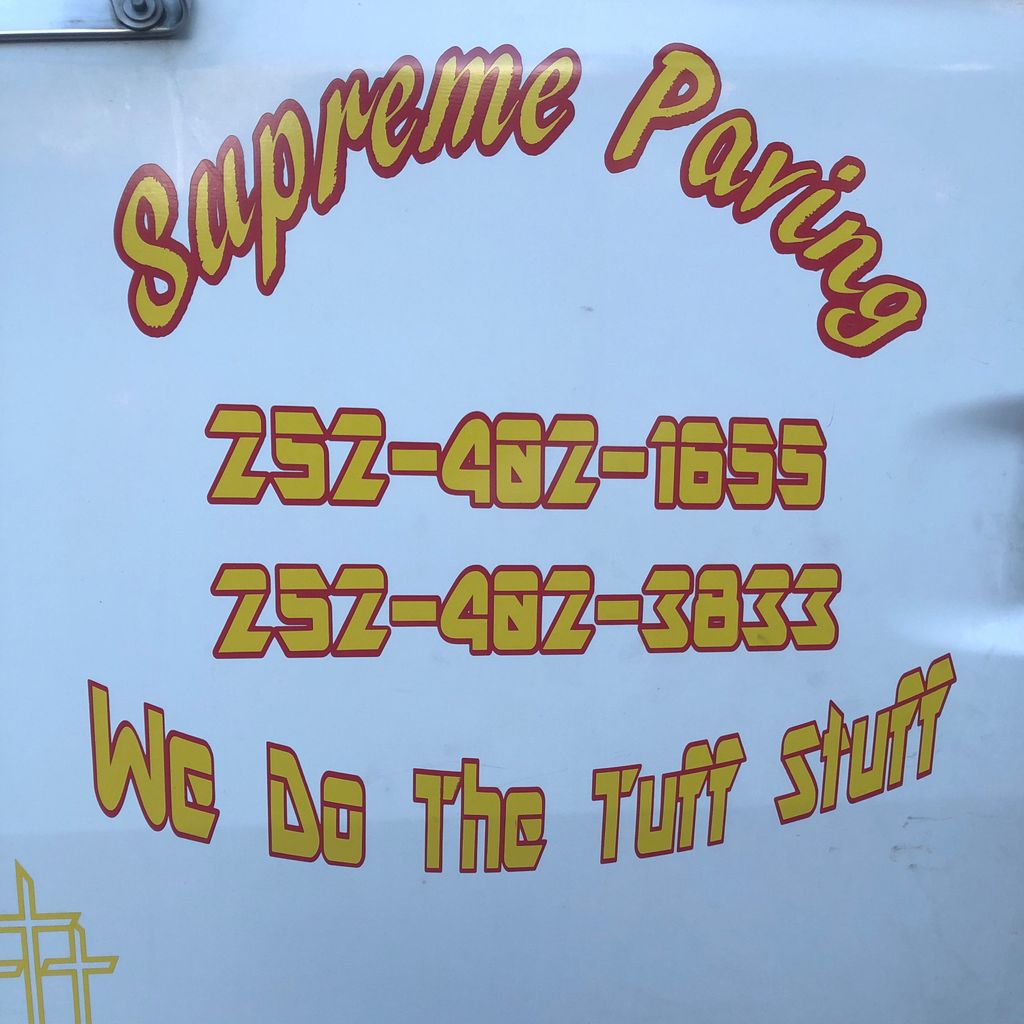 Supreme Paving
252-402-1655
252-402-3833
We Do The Tuff Stuff